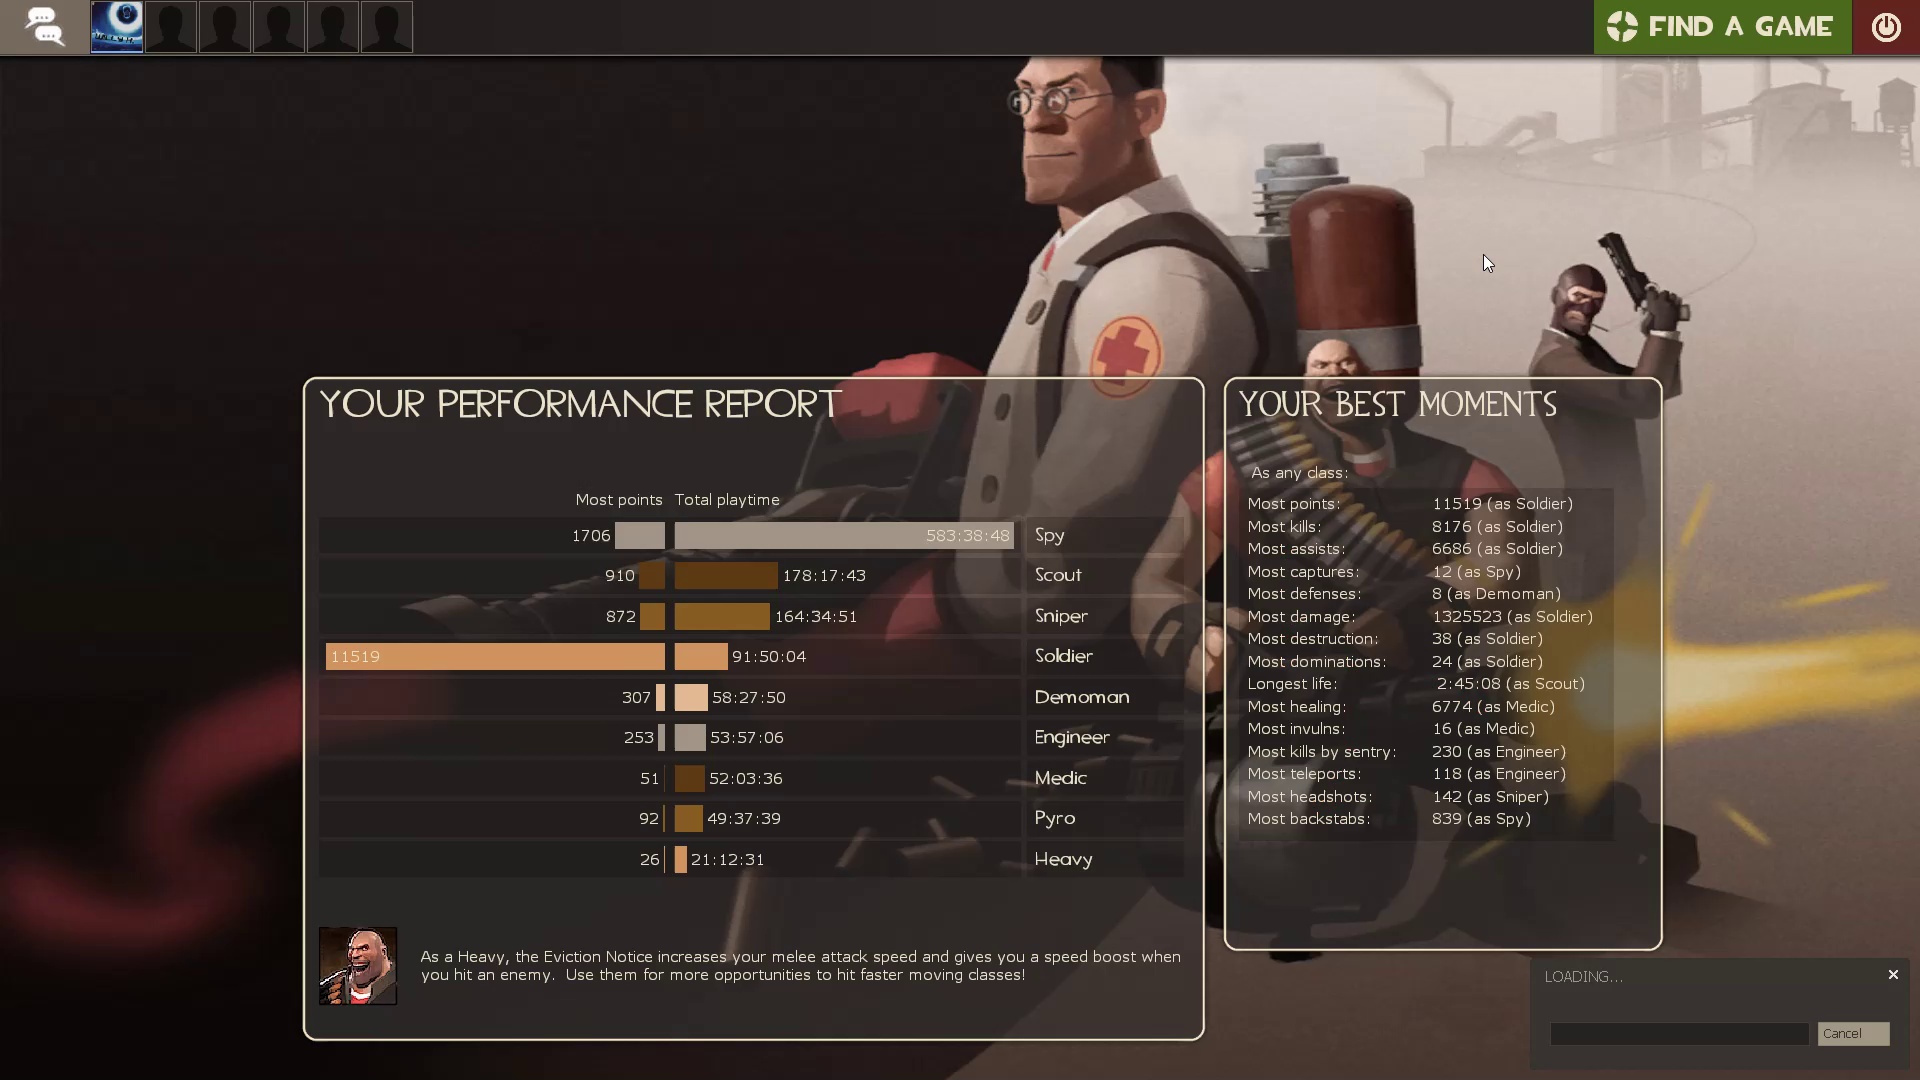 FIND A GAME
YOUR PERFORMANCE REPORT
Most points Total playtime
1706 583:38:48 Spy
910 178:17:43 Scout
872 164:34:51 Sniper
11519 91:50:04 Soldier
307 58:27:50 Demoman
253 53:57:06 Engineer
51 52:03:36 Medic
92 49:37:39 Pyro
26 21:12:31 Heavy
As a Heavy, the Eviction Notice increases your melee attack speed and gives you a speed boost when
you hit an enemy. Use them for more opportunities to hit faster moving classes!
YOUR BEST MOMENTS
As any class:
Most points: 11519 (as Soldier)
Most kills: 8176 (as Soldier)
Most assists: 6686 (as Soldier)
Most captures: 12 (as Spy)
Most defenses: 8 (as Demoman)
Most damage: 1325523 (as Soldier)
Most destruction: 38 (as Soldier)
Most dominations: 24 (as Soldier)
Longest life: 2:45:08 (as Scout)
Most healing: 6774 (as Medic)
Most invulns: 16 (as Medic)
Most kills by sentry: 230 (as Engineer)
Most teleports: 118 (as Engineer)
Most headshots: 142 (as Sniper)
Most backstabs: 839 (as Spy)
LOADING...
Cancel